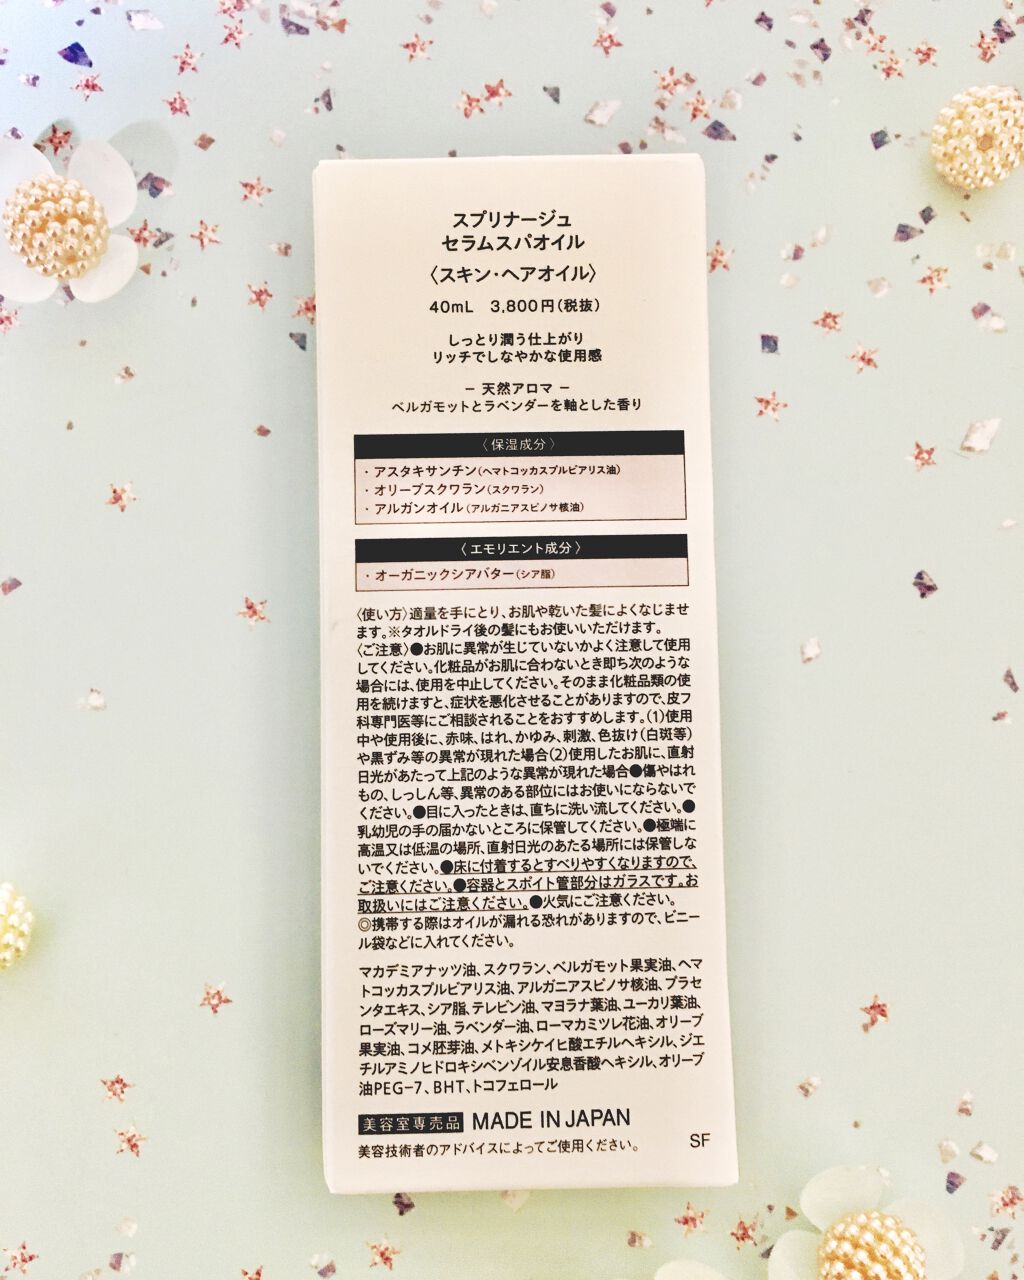 スプリナージュ
セラムスパオイル
〈スキン・ヘアオイル〉
40mL 3,800円(税抜)
しっとり潤う仕上がり
リッチでしなやかな使用感
− 天然アロマ −
ベルガモットとラベンダーを軸とした香り
〈保湿成分〉
・アスタキサンチン(ヘマトコッカスプルビアリス油)
・オリーブスクワラン(スクワラン)
・アルガンオイル(アルガニアスピノサ核油)
〈エモリエント成分〉
・オーガニックシアバター(シア脂)
〈使い方〉適量を手にとり、お肌や乾いた髪によくなじませ
ます。※タオルドライ後の髪にもお使いいただけます。
〈ご注意〉●お肌に異常が生じていないかよく注意して使用
してください。化粧品がお肌に合わないとき即ち次のような
場合には、使用を中止してください。そのまま化粧品類の使
用を続けますと、症状を悪化させることがありますので、皮フ
科専門医等にご相談されることをおすすめします。(1)使用
中や使用後に、赤味、はれ、かゆみ、刺激、色抜け(白斑等)
や黒ずみ等の異常が現れた場合(2)使用したお肌に、直射
日光があたって上記のような異常が現れた場合●傷やはれ
もの、しっしん等、異常のある部位にはお使いにならないで
ください。●目に入ったときは、直ちに洗い流してください。●
乳幼児の手の届かないところに保管してください。●極端に
高温又は低温の場所、直射日光のあたる場所には保管しな
いでください。●床に付着するとすべりやすくなりますので、
ご注意ください。●容器とスポイト管部分はガラスです。お
取扱いにはご注意ください。●火気にご注意ください。
◎携帯する際はオイルが漏れる恐れがありますので、ビニー
ル袋などに入れてください。
マカデミアナッツ油、スクワラン、ベルガモット果実油、ヘマ
トコッカスプルビアリス油、アルガニアスピノサ核油、プラセ
ンタエキス、シア脂、テレビン油、マヨラナ葉油、ユーカリ葉油、
ローズマリー油、ラベンダー油、ローマカミツレ花油、オリーブ
果実油、コメ胚芽油、メトキシケイヒ酸エチルヘキシル、ジエ
チルアミノヒドロキシベンゾイル安息香酸ヘキシル、オリーブ
油PEG−7、BHT、トコフェロール
美容室専売品 MADE IN JAPAN
美容技術者のアドバイスによってご使用ください。
SF